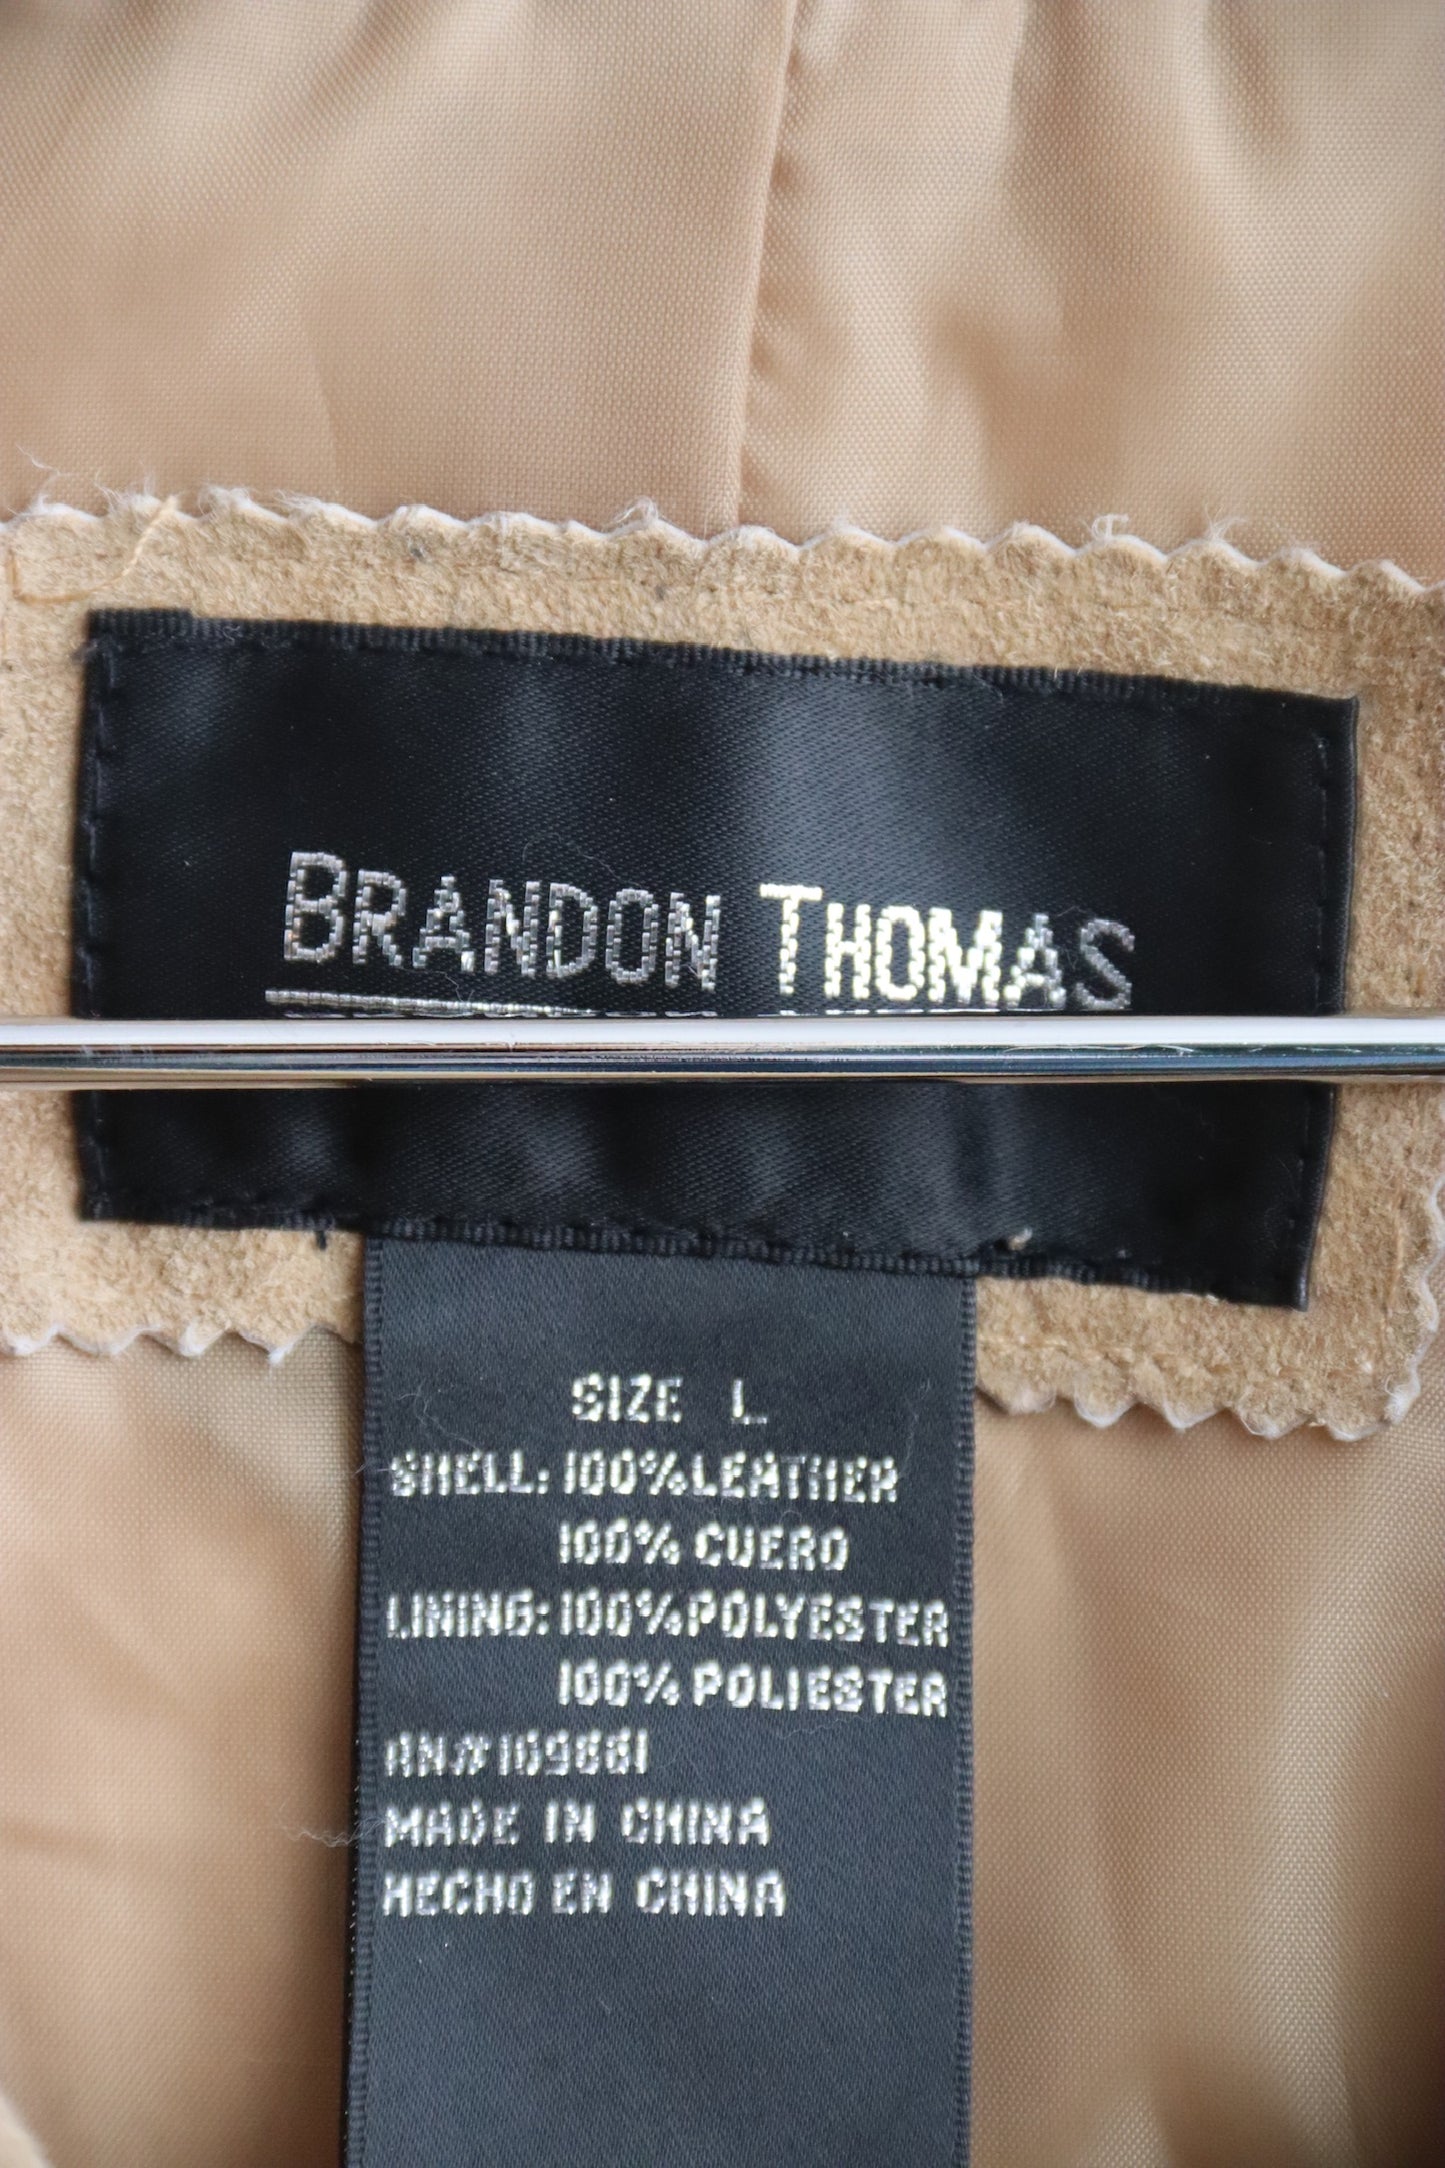 BRANDON THOMAS
SIZE L
SHELL: 100% LEATHER
100% CUERO
LINING: 100% POLYESTER
100% POLIESTER
MADE IN CHINA
HECHO EN CHINA